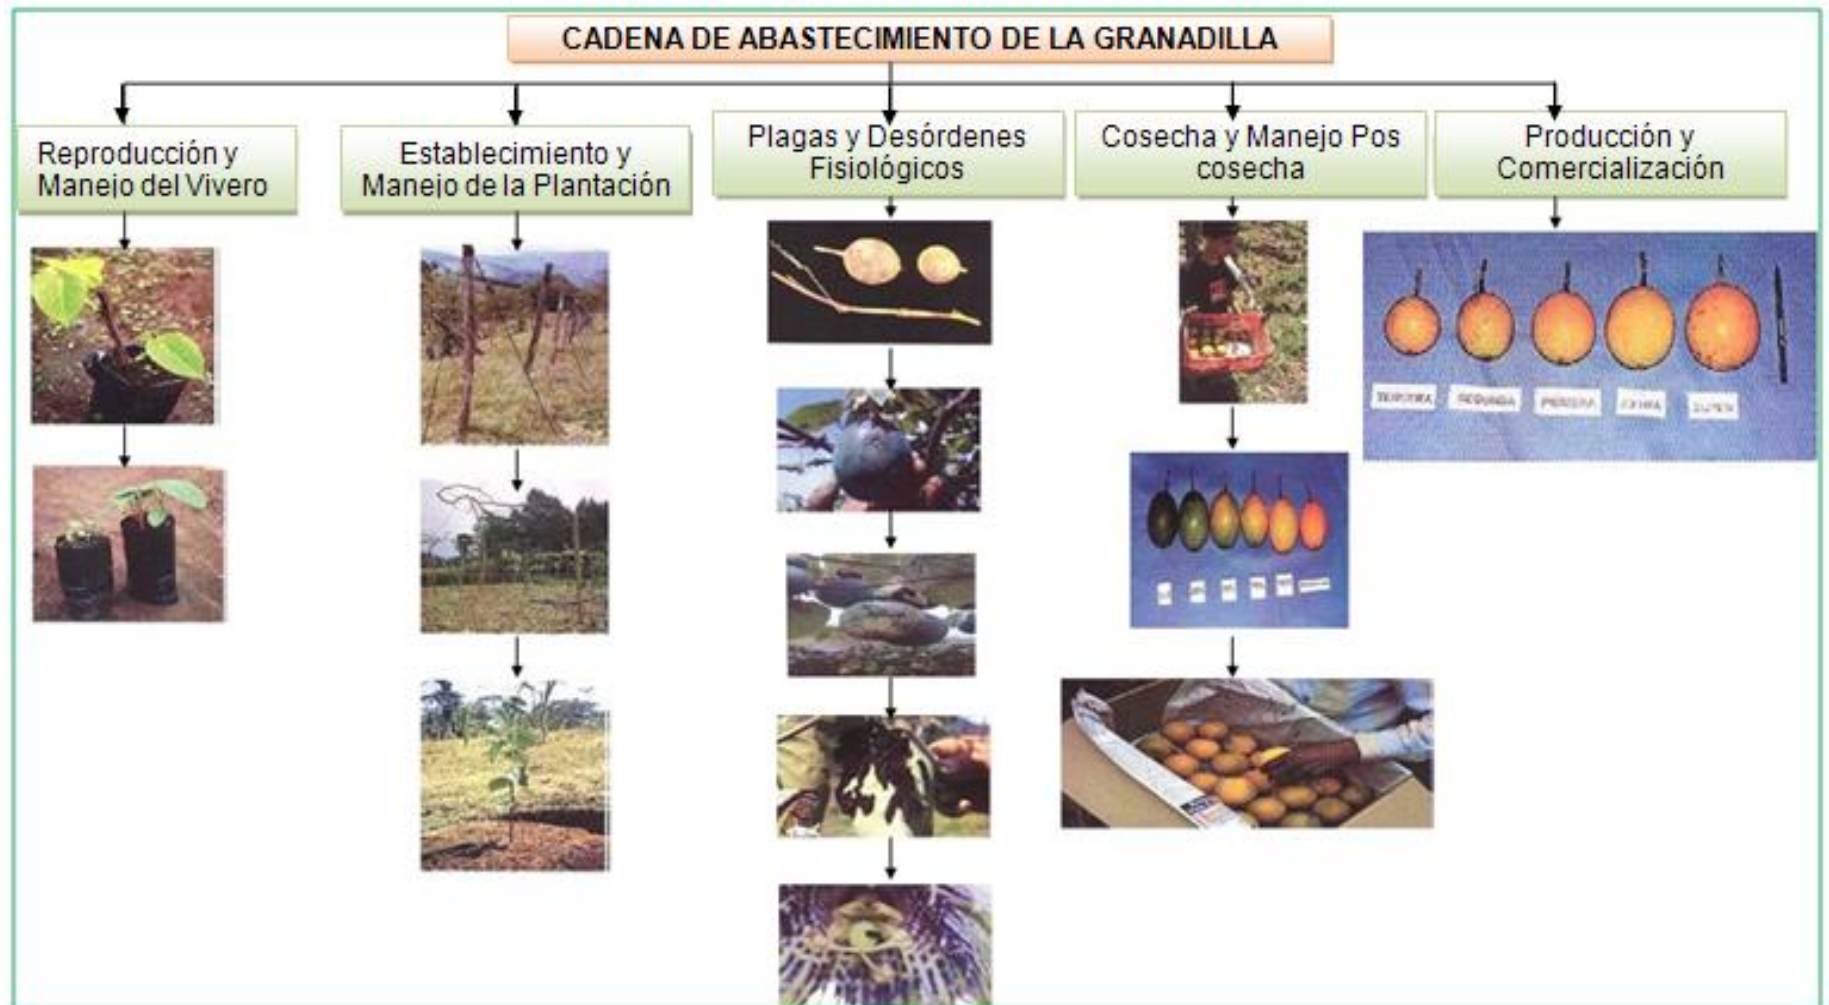 CADENA DE ABASTECIMIENTO DE LA GRANADILLA
Reproducción y
Manejo del Vivero
Establecimiento y
Manejo de la Plantación
Plagas y Desórdenes
Fisiológicos
Cosecha y Manejo Pos
cosecha
Producción y
Comercialización
TERCERA SEGUNDA PRIMERA EXTRA SUPER